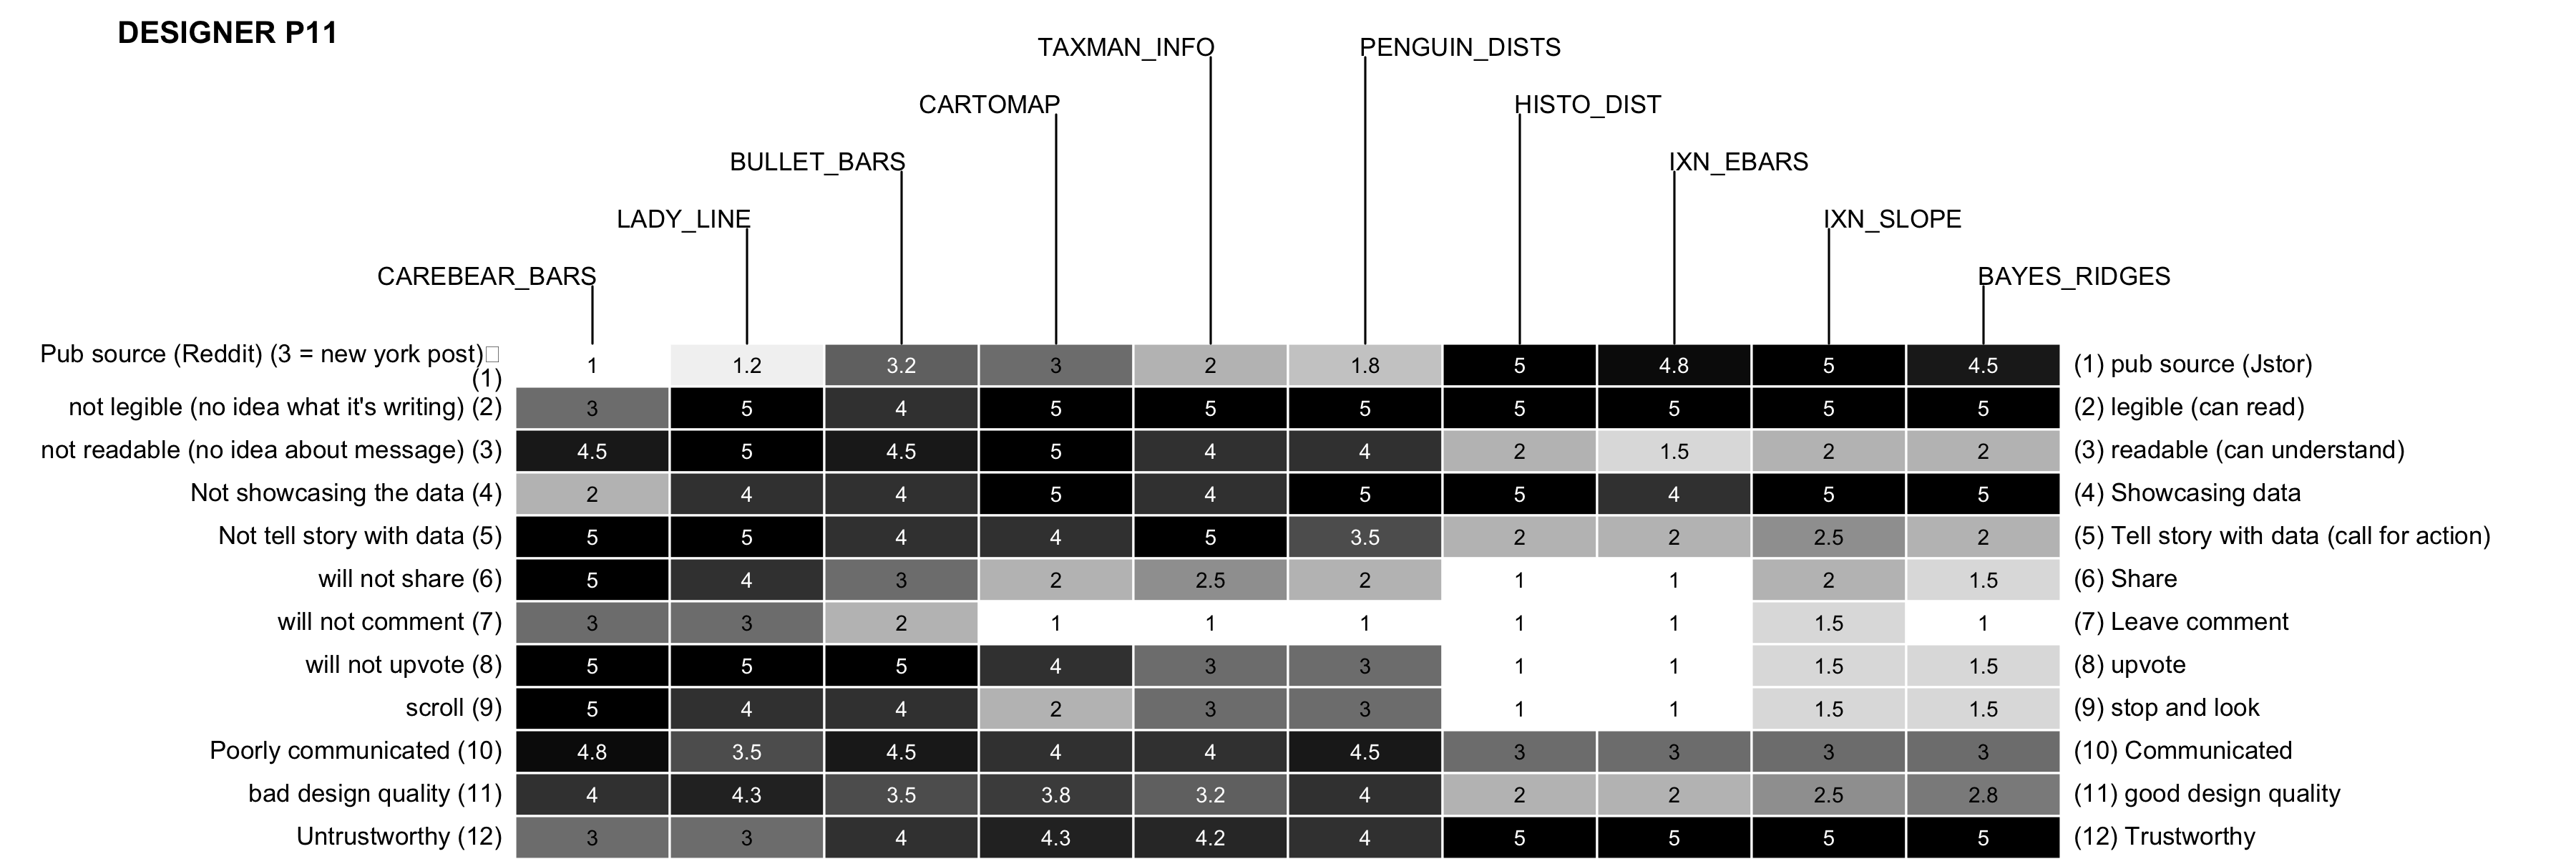 DESIGNER P11
TAXMAN_INFO PENGUIN_DISTS
CARTOMAP HISTO_DIST
BULLET_BARS IXN_EBARS
LADY_LINE IXN_SLOPE
CAREBEAR_BARS BAYES_RIDGES
Pub source (Reddit) (3 = new york post)
(1) 1 1.2 3.2 3 2 1.8 5 4.8 5 4.5 (1) pub source (Jstor)
not legible (no idea what it's writing) (2) 3 5 4 5 5 5 5 5 5 5 (2) legible (can read)
not readable (no idea about message) (3) 4.5 5 4.5 5 4 4 2 1.5 2 2 (3) readable (can understand)
Not showcasing the data (4) 2 4 4 5 4 5 5 4 5 5 (4) Showcasing data
Not tell story with data (5) 5 5 4 4 5 3.5 2 2 2.5 2 (5) Tell story with data (call for action)
will not share (6) 5 4 3 2 2.5 2 1 1 2 1.5 (6) Share
will not comment (7) 3 3 2 1 1 1 1 1 1.5 1 (7) Leave comment
will not upvote (8) 5 5 5 4 3 3 1 1 1.5 1.5 (8) upvote
scroll (9) 5 4 4 2 3 3 1 1 1.5 1.5 (9) stop and look
Poorly communicated (10) 4.8 3.5 4.5 4 4 4.5 3 3 3 3 (10) Communicated
bad design quality (11) 4 4.3 3.5 3.8 3.2 4 2 2 2.5 2.8 (11) good design quality
Untrustworthy (12) 3 3 4 4.3 4.2 4 5 5 5 5 (12) Trustworthy